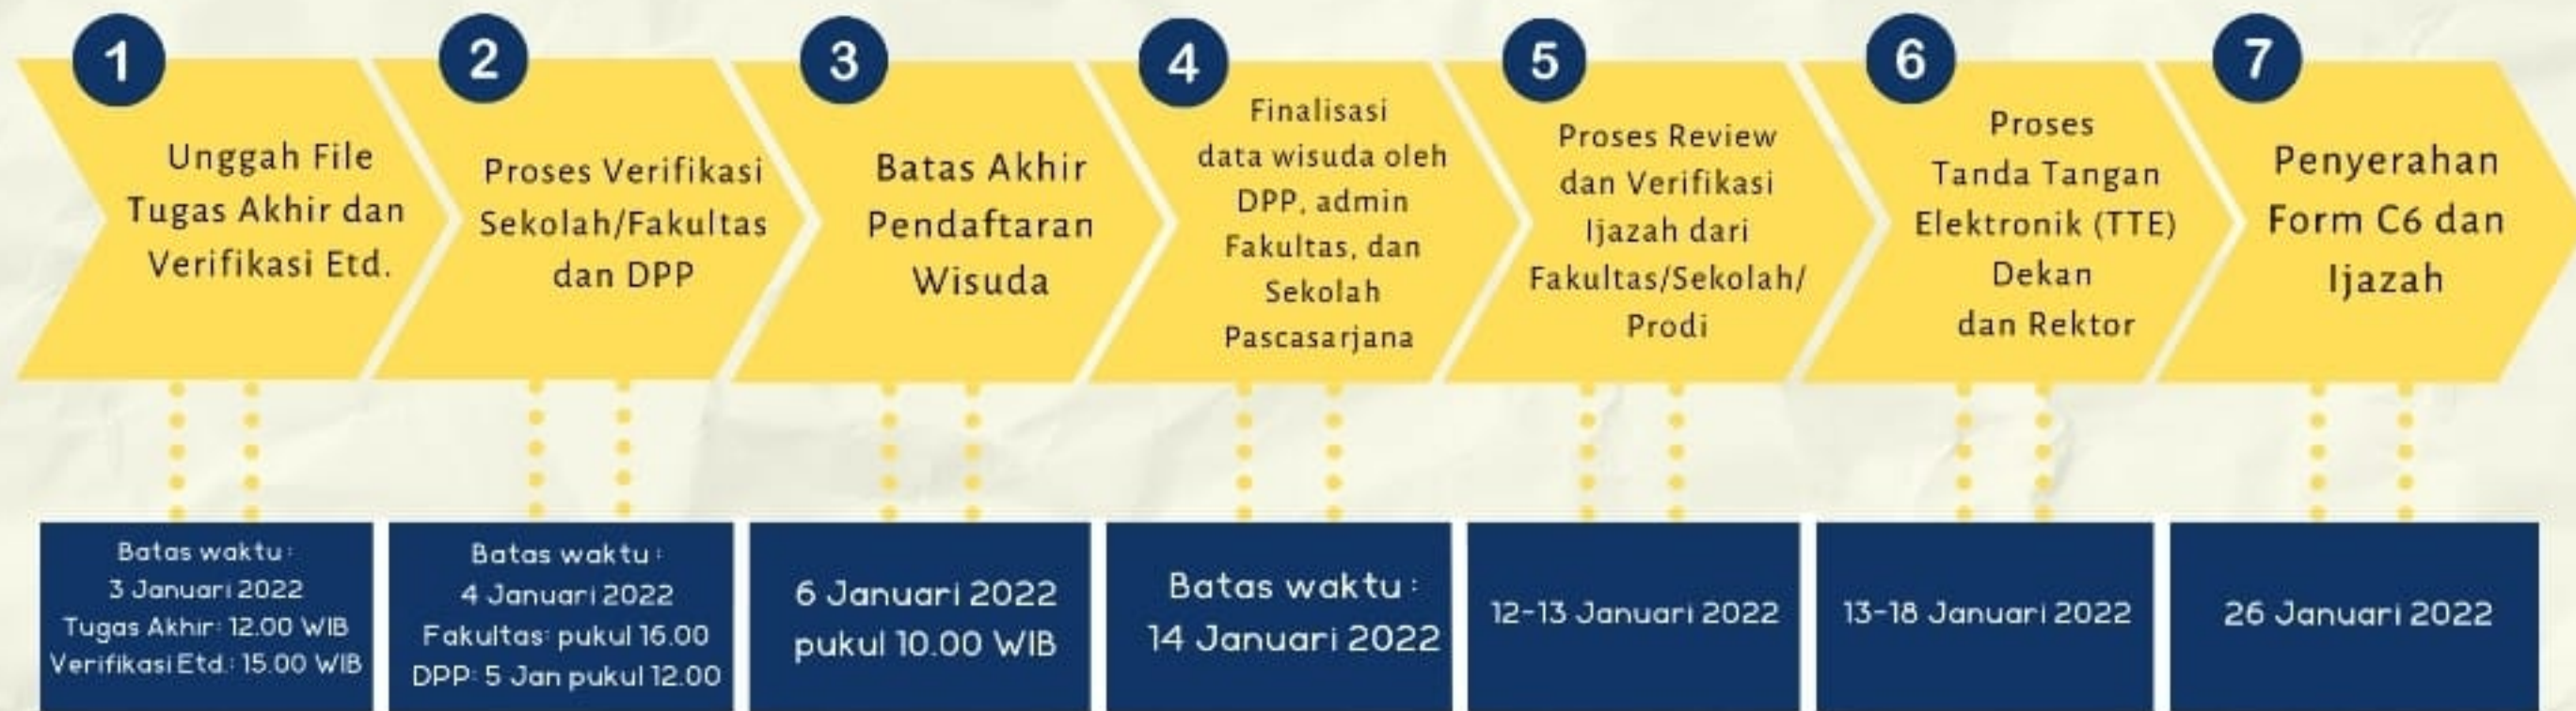 1
Unggah File
Tugas Akhir dan
Verifikasi Etd.
Batas waktu :
3 Januari 2022
Tugas Akhir: 12.00 WIB
Verifikasi Etd.: 15.00 WIB
2
Proses Verifikasi
Sekolah/Fakultas
dan DPP
Batas waktu :
4 Januari 2022
Fakultas: pukul 16.00
DPP: 5 Jan pukul 12.00
3
Batas Akhir
Pendaftaran
Wisuda
6 Januari 2022
pukul 10.00 WIB
4
Finalisasi
data wisuda oleh
DPP, admin
Fakultas, dan
Sekolah
Pascasarjana
Batas waktu :
14 Januari 2022
5
Proses Review
dan Verifikasi
Ijazah dari
Fakultas/Sekolah/
Prodi
12-13 Januari 2022
6
Proses
Tanda Tangan
Elektronik (TTE)
Dekan
dan Rektor
13-18 Januari 2022
7
Penyerahan
Form C6 dan
Ijazah
26 Januari 2022